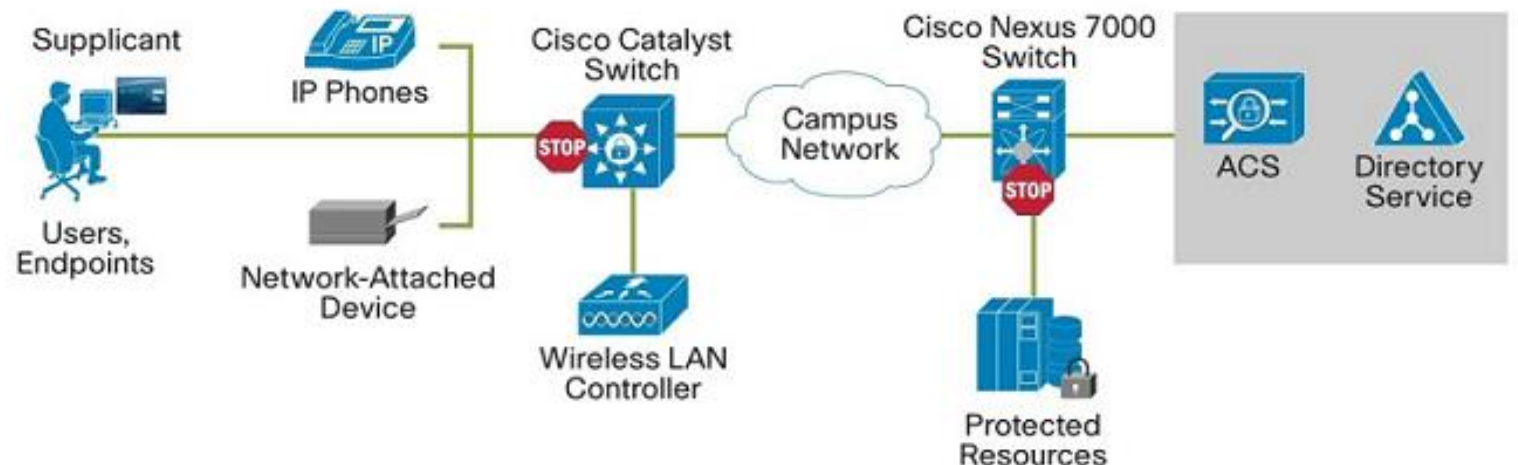 Supplicant
Users,
Endpoints
IP
IP Phones
Network-Attached
Device
Cisco Catalyst
Switch
STOP
Wireless LAN
Controller
Campus
Network
Cisco Nexus 7000
Switch
STOP
Protected
Resources
ACS
Directory
Service